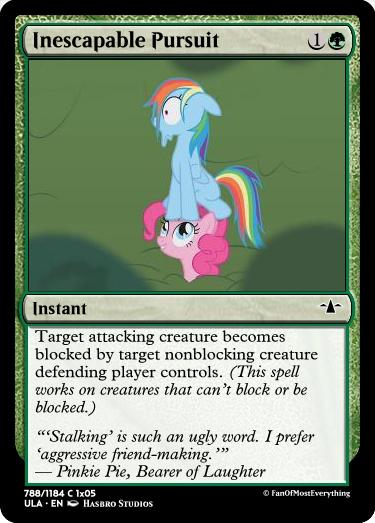 Inescapable Pursuit 1
Instant
Target attacking creature becomes
blocked by target nonblocking creature
defending player controls. (This spell
works on creatures that can't block or be
blocked.)
“‘Stalking’ is such an ugly word. I prefer
‘aggressive friend-making.’”
— Pinkie Pie, Bearer of Laughter
788/1184 C 1x05
ULA · EN Hasbro Studios
© FanOfMostEverything